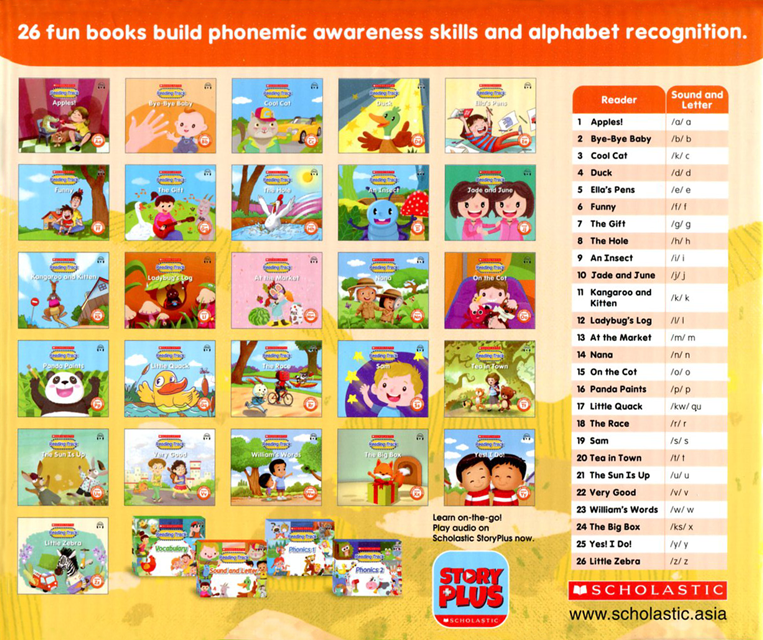 26 fun books build phonemic awareness skills and alphabet recognition.
Apples!
Bye-Bye Baby
Cool Cat
Duck
Ella's Pens
Funny
The Gift
The Hole
An Insect
Jade and June
Kangaroo and Kitten
Ladybug's Log
At the Market
Nana
On the Cot
Panda Paints
Little Quack
The Race
Sam
Tea in Town
The Sun Is Up
Very Good
William's Words
The Big Box
Yes! I Do!
Little Zebra
Vocabulary
Sound and Letter
Phonics 1
Phonics 2
Learn on-the-go!
Play audio on
Scholastic StoryPlus now.
STORY
PLUS
SCHOLASTIC
Reader Sound and
Letter
1 Apples! /a/ a
2 Bye-Bye Baby /b/ b
3 Cool Cat /k/ c
4 Duck /d/ d
5 Ella's Pens /e/ e
6 Funny /f/ f
7 The Gift /g/ g
8 The Hole /h/ h
9 An Insect /i/ i
10 Jade and June /j/ j
11 Kangaroo and
Kitten /k/ k
12 Ladybug's Log /l/ l
13 At the Market /m/ m
14 Nana /n/ n
15 On the Cot /o/ o
16 Panda Paints /p/ p
17 Little Quack /kw/ qu
18 The Race /r/ r
19 Sam /s/ s
20 Tea in Town /t/ t
21 The Sun Is Up /u/ u
22 Very Good /v/ v
23 William's Words /w/ w
24 The Big Box /ks/ x
25 Yes! I Do! /y/ y
26 Little Zebra /z/ z
SCHOLASTIC
www.scholastic.asia